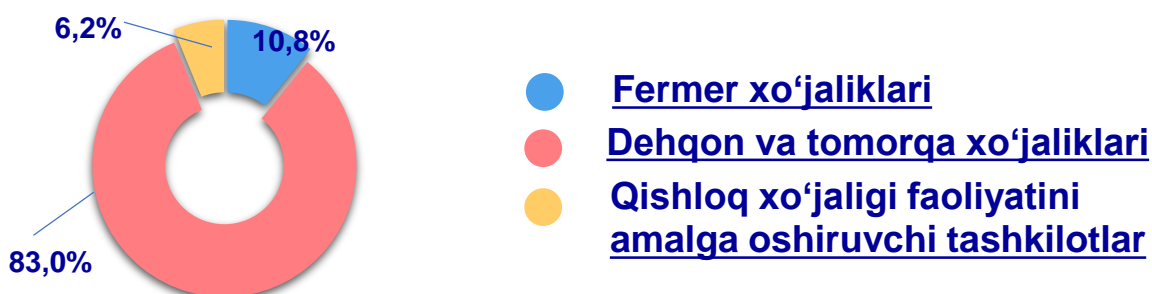 6,2%
10,8%
83,0%
Fermer xo‘jaliklari
Dehqon va tomorqa xo‘jaliklari
Qishloq xo‘jaligi faoliyatini
amalga oshiruvchi tashkilotlar